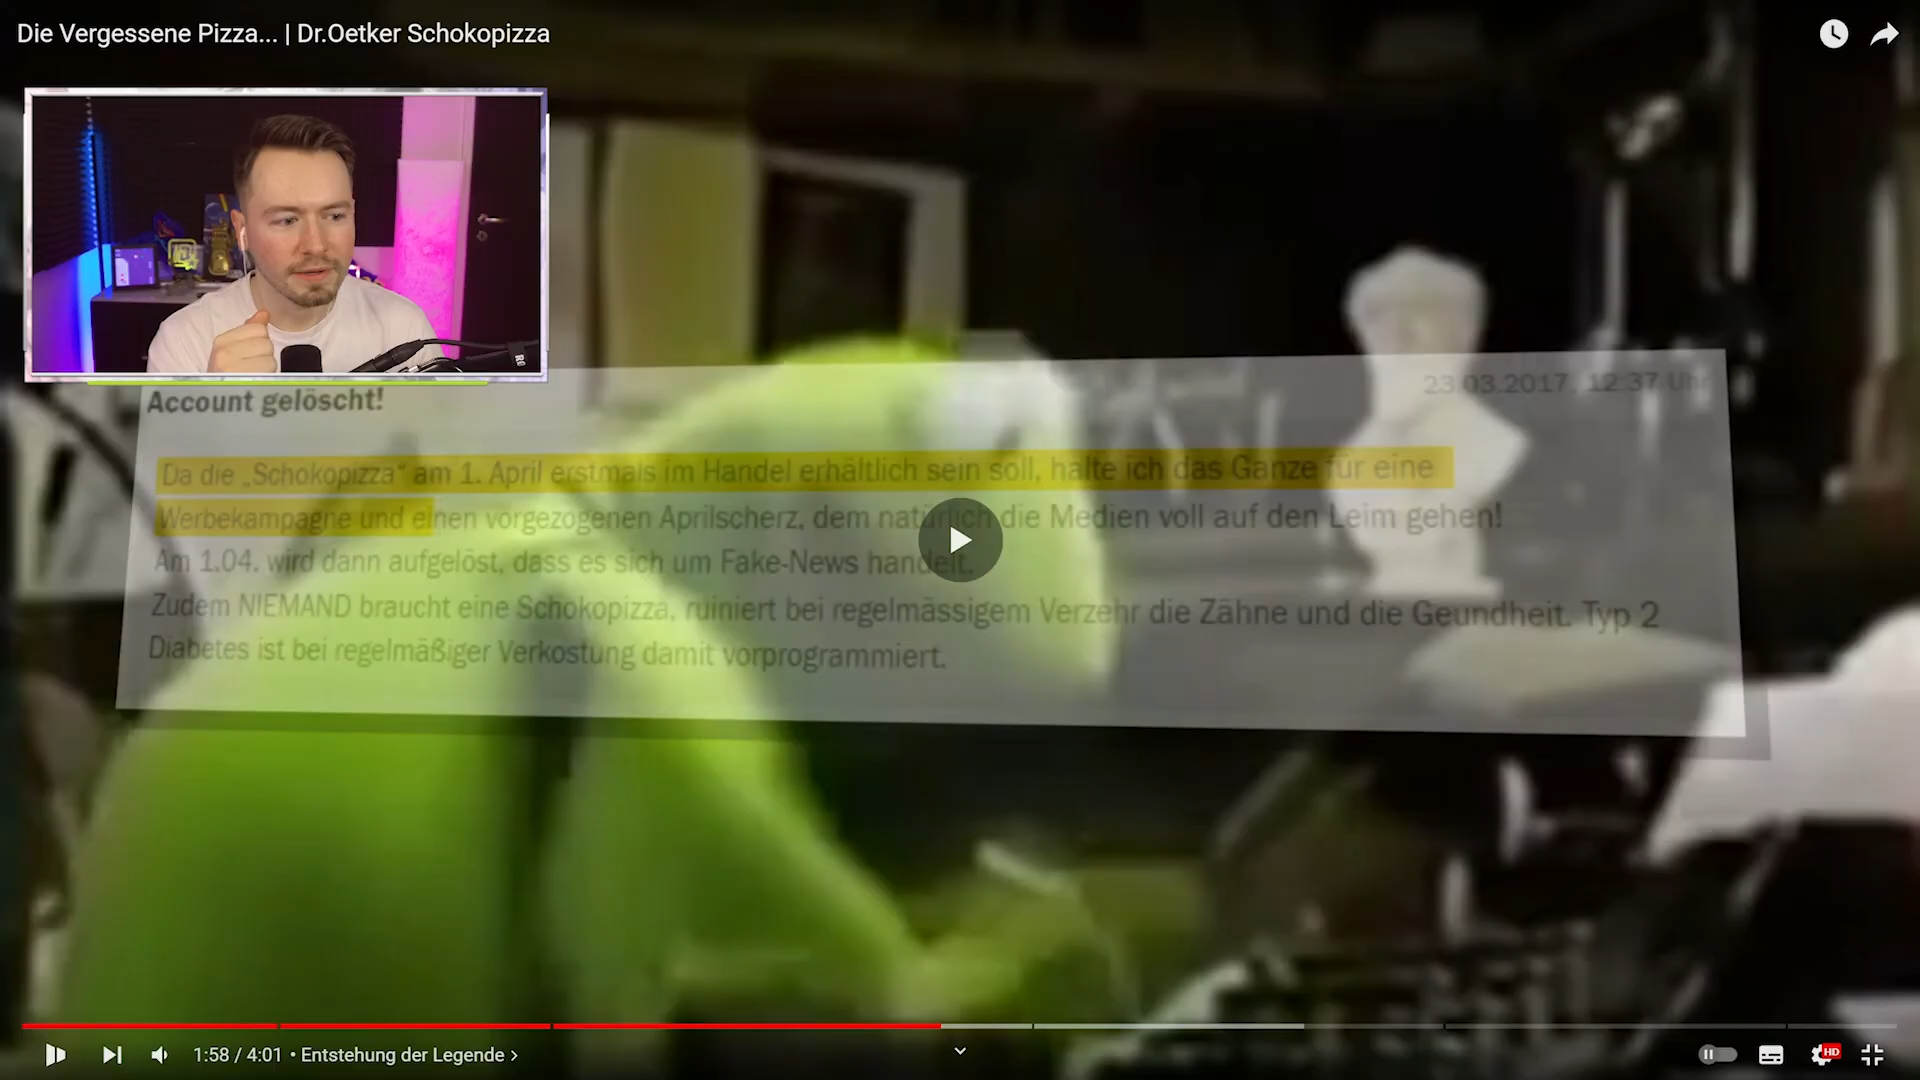 Die Vergessene Pizza... | Dr.Oetker Schokopizza
Account gelöscht!
23.03.2017, 12:37 Uhr
Da die „Schokopizza" am 1. April erstmals im Handel erhältlich sein soll, halte ich das Ganze für eine
Werbekampagne und einen vorgezogenen Aprilscherz, dem natürlich die Medien voll auf den Leim gehen!
Am 1.04. wird dann aufgelöst, dass es sich um Fake-News handelt.
Zudem NIEMAND braucht eine Schokopizza, ruiniert bei regelmässigem Verzehr die Zähne und die Geundheit. Typ 2
Diabetes ist bei regelmäßiger Verkostung damit vorprogrammiert.
1:58 / 4:01 • Entstehung der Legende ›
HD